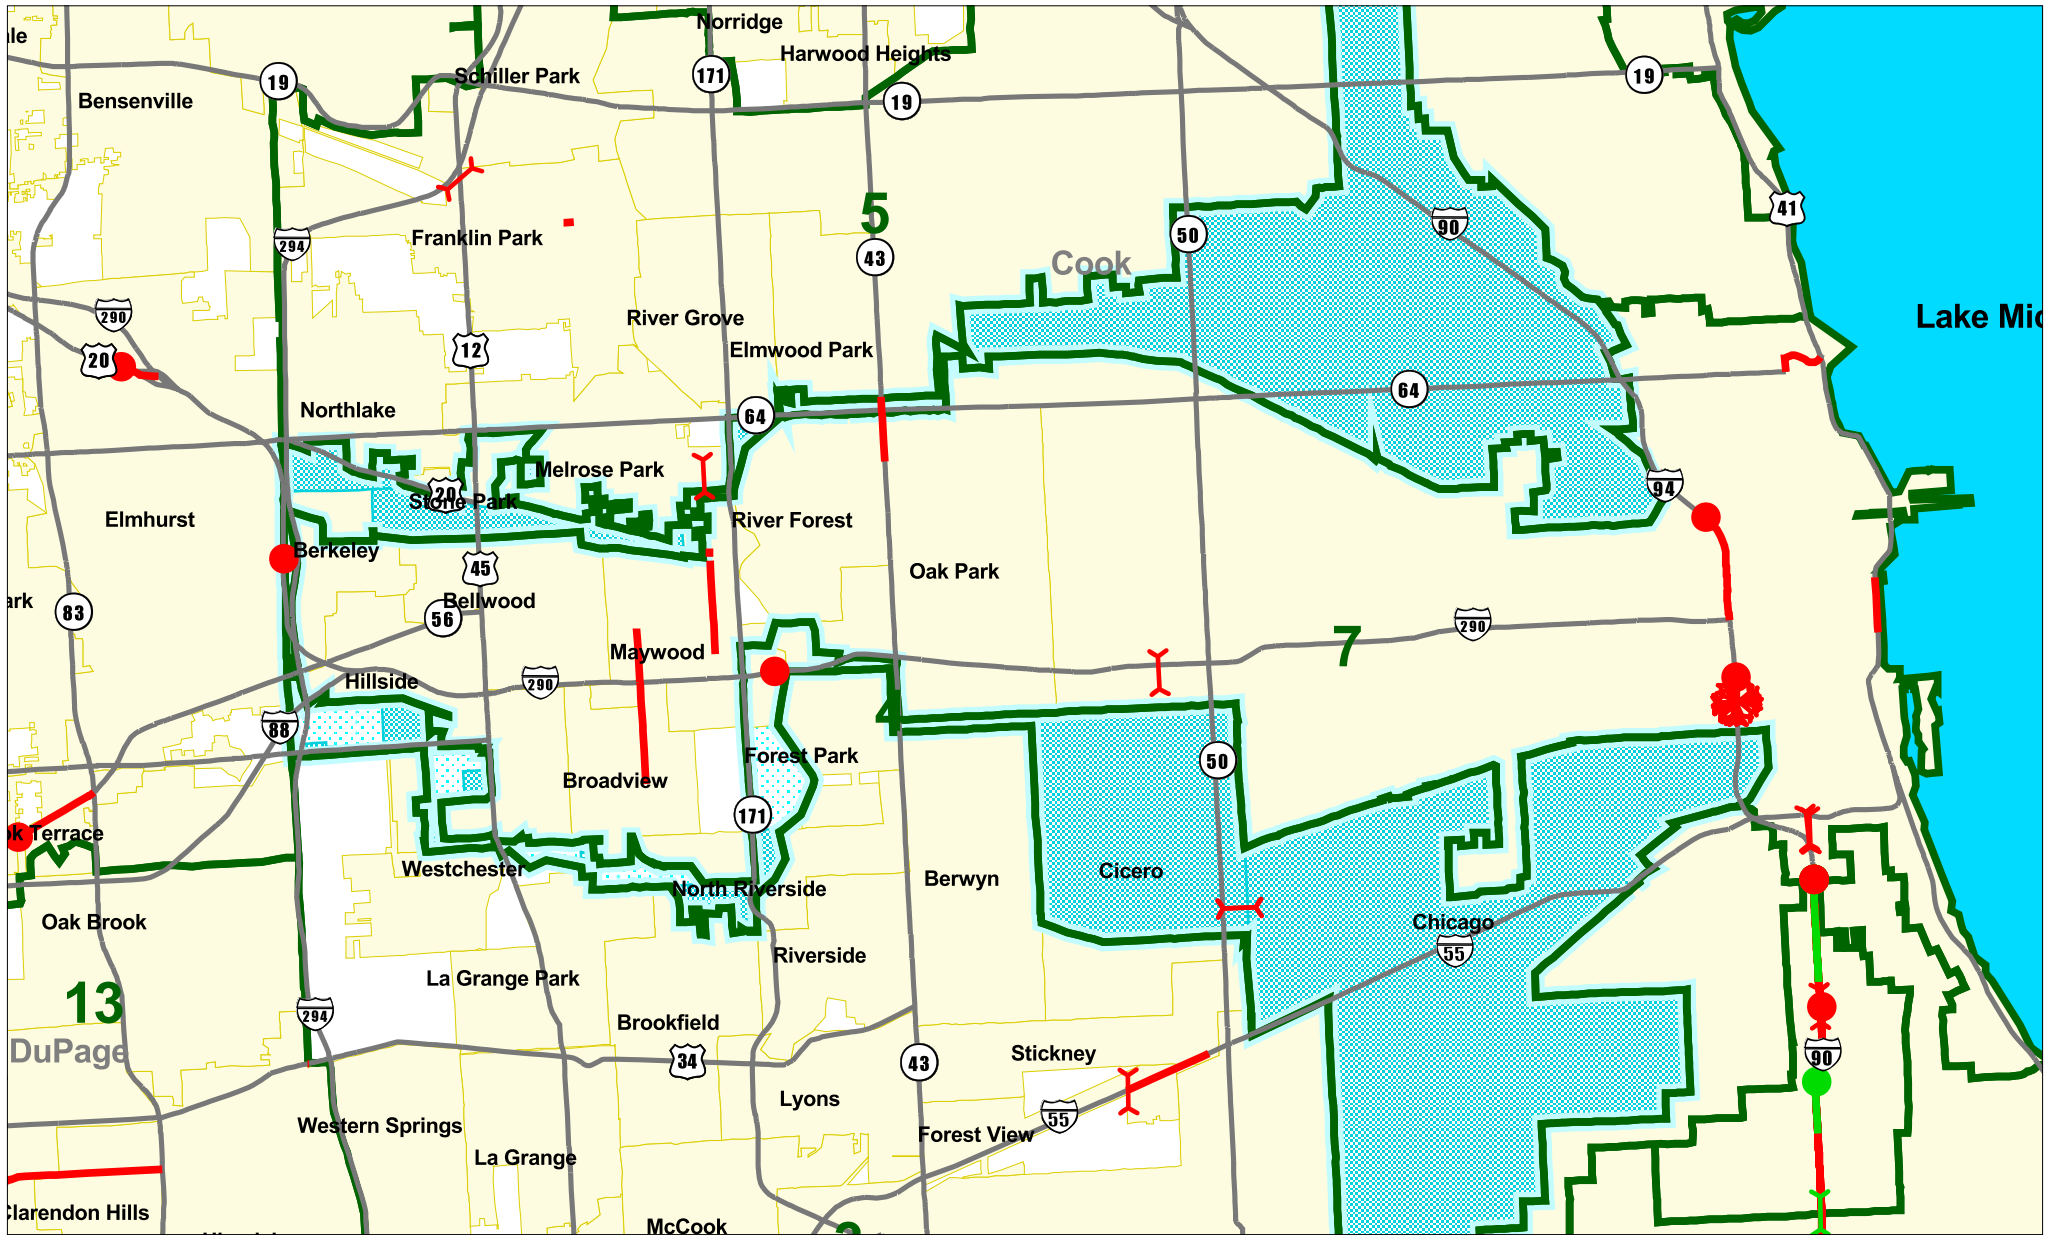 Norridge
Harwood Heights
Schiller Park
171
19
19
19
Bensenville
5
41
50
90
294
Franklin Park
43
Cook
290
River Grove
Lake Mic
20
12
Elmwood Park
64
64
Northlake
Melrose Park
20
Stone Park
94
Elmhurst
River Forest
Berkeley
45
Oak Park
83
56
Bellwood
290
7
Maywood
Hillside
290
4
88
Forest Park
50
Broadview
171
Terrace
Westchester
North Riverside
Berwyn
Cicero
Oak Brook
Chicago
55
Riverside
La Grange Park
13
294
Brookfield
DuPage
34
43
Stickney
90
Lyons
55
Western Springs
Forest View
La Grange
Clarendon Hills
McCook